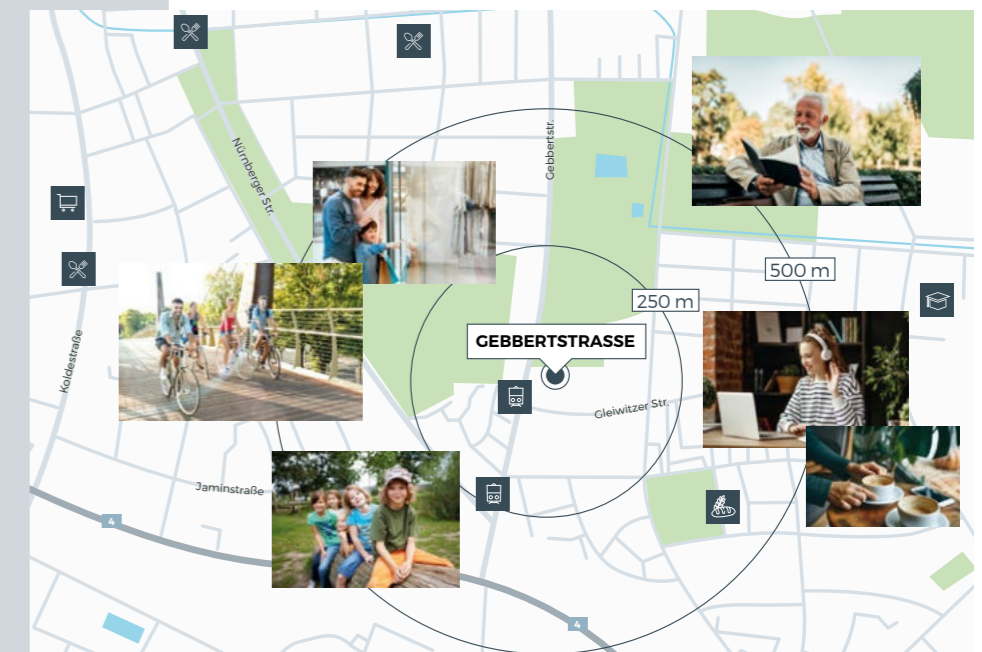 Gebbertstr.
Nürnberger Str.
500 m
250 m
GEBBERTSTRASSE
Koldestraße
Gleiwitzer Str.
Jaminstraße
4
4